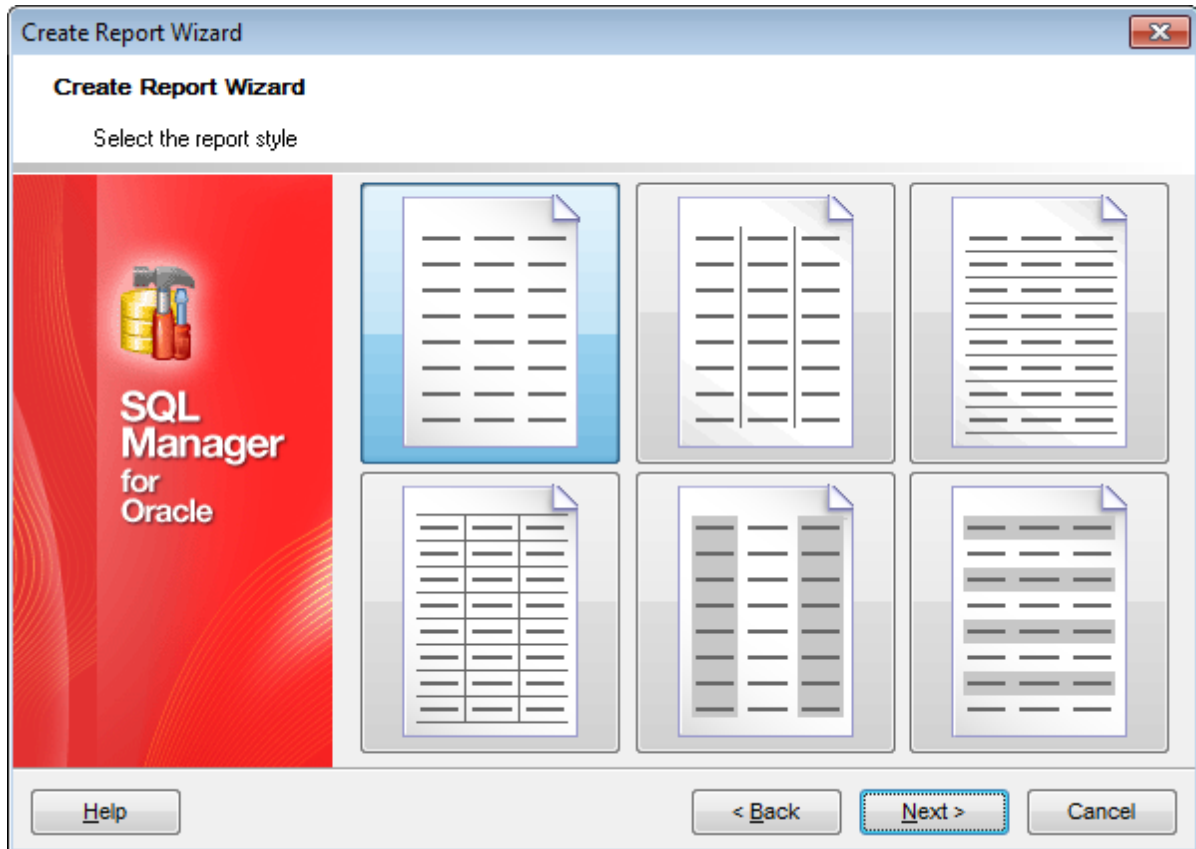 Create Report Wizard
Create Report Wizard
Select the report style
SQL
Manager
for
Oracle
Help
< Back
Next >
Cancel